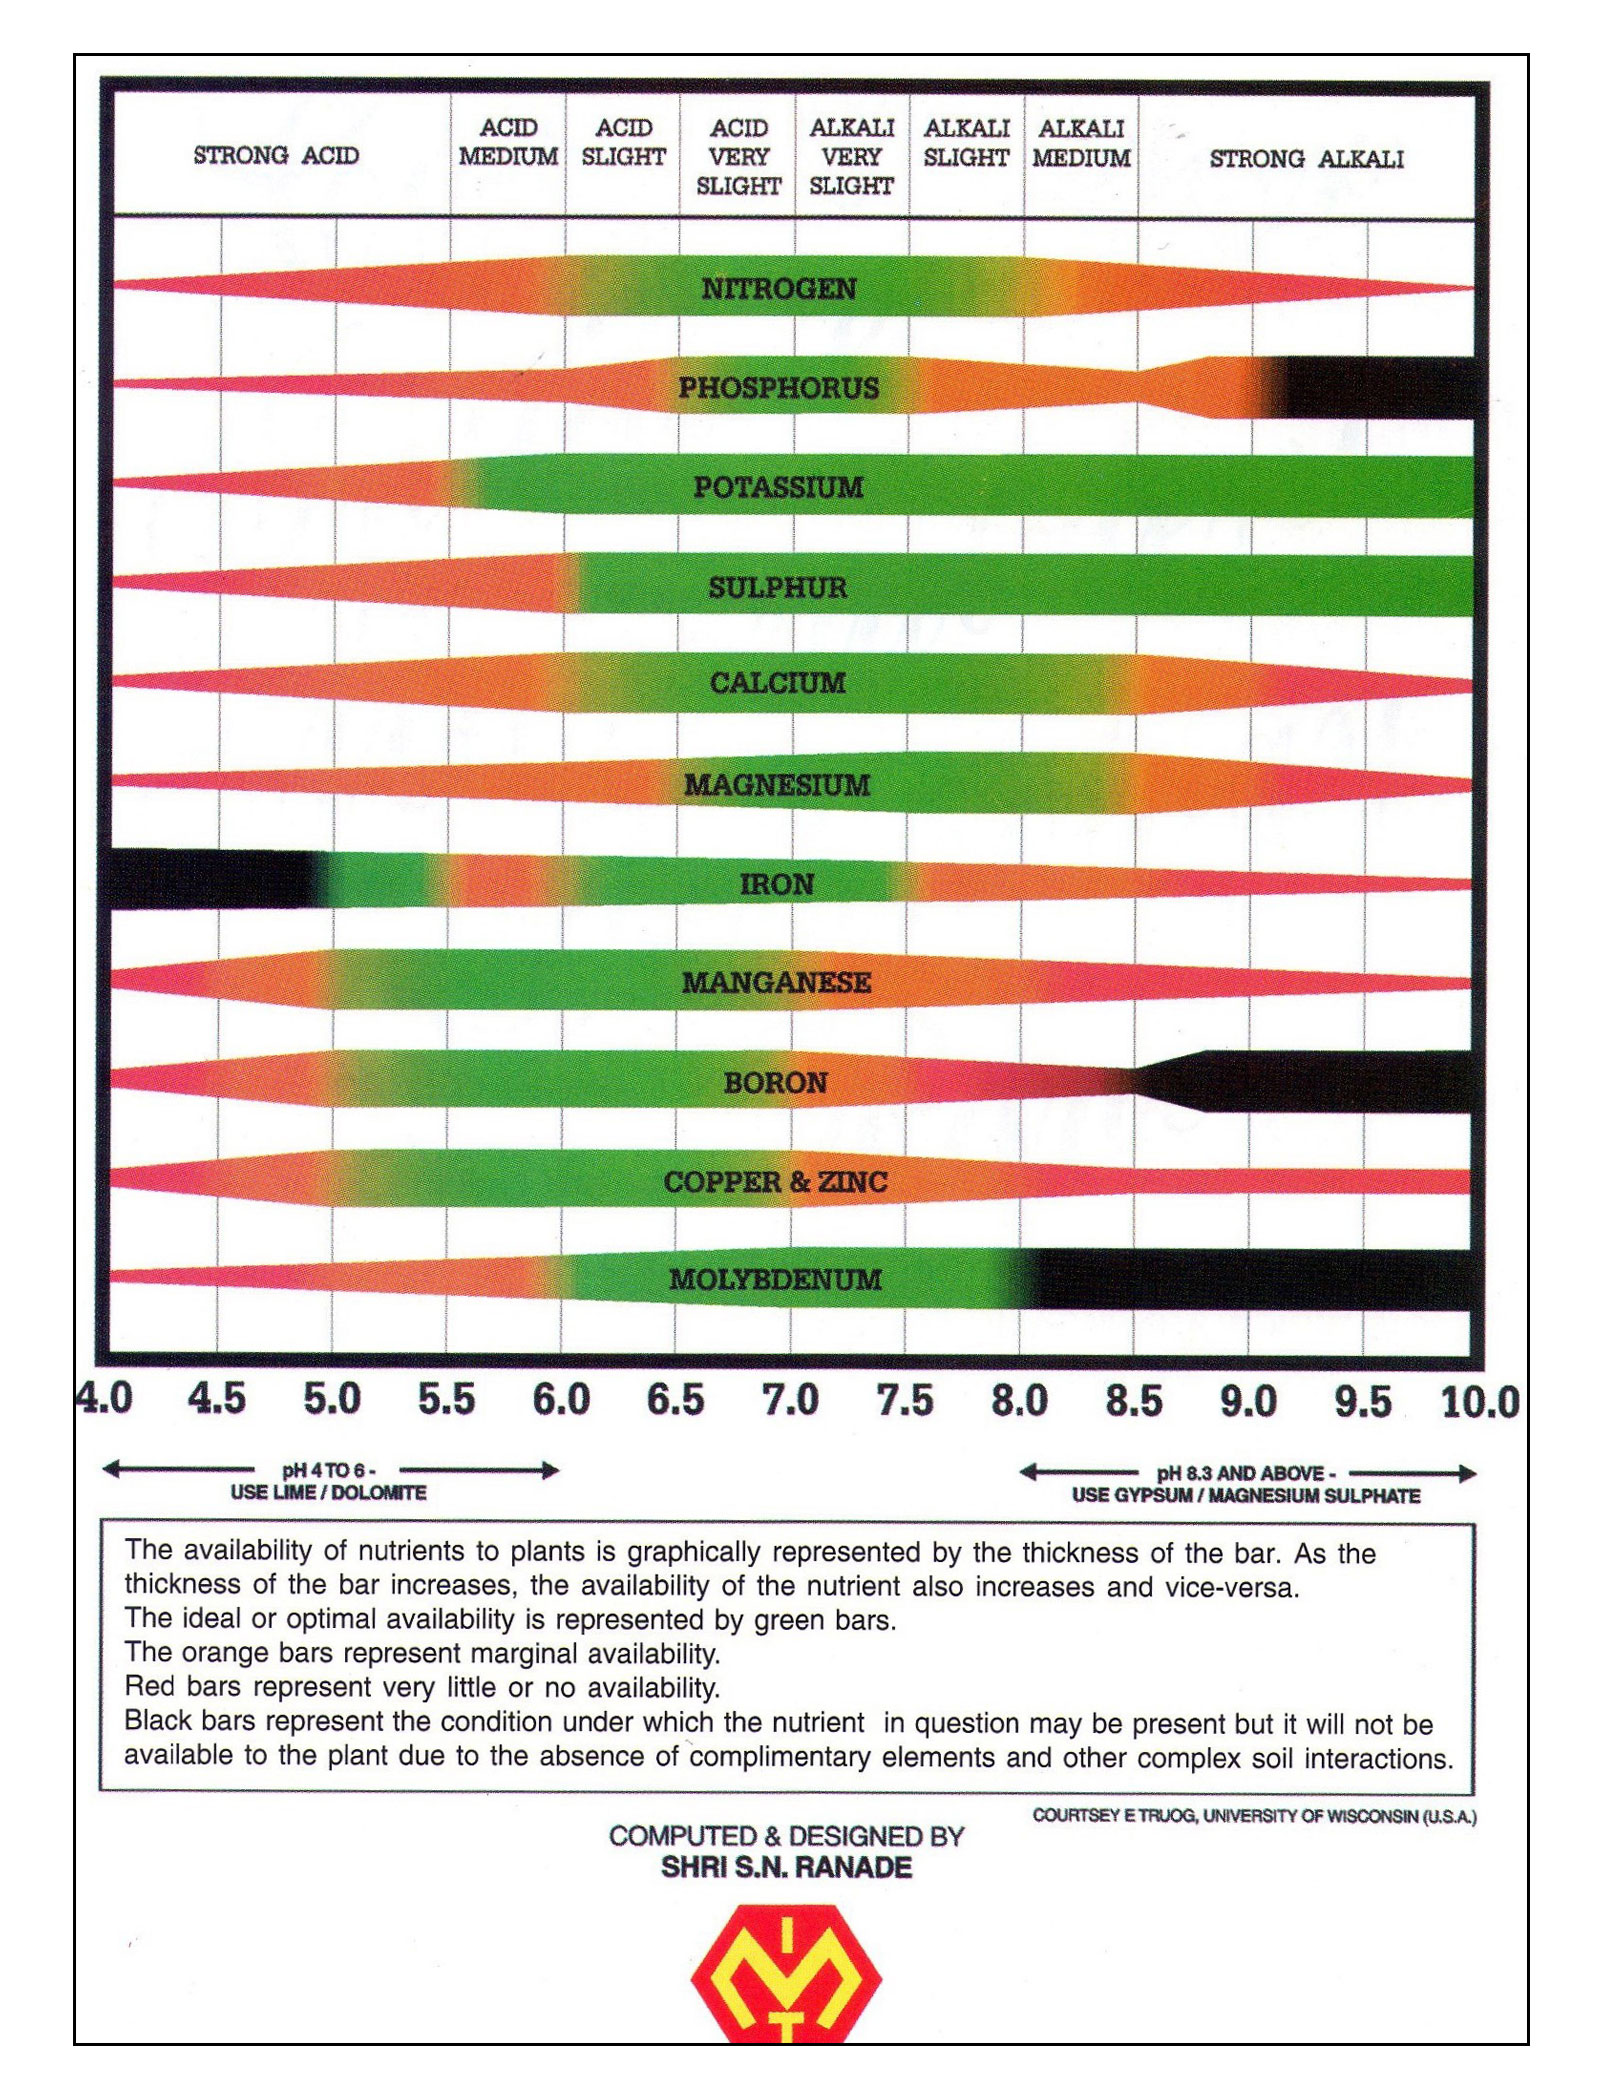 STRONG ACID
ACID
MEDIUM
ACID
SLIGHT
ACID
VERY
SLIGHT
ALKALI
VERY
SLIGHT
ALKALI
SLIGHT
ALKALI
MEDIUM
STRONG ALKALI
NITROGEN
PHOSPHORUS
POTASSIUM
SULPHUR
CALCIUM
MAGNESIUM
IRON
MANGANESE
BORON
COPPER & ZINC
MOLYBDENUM
4.0 4.5 5.0 5.5 6.0 6.5 7.0 7.5 8.0 8.5 9.0 9.5 10.0
pH 4 TO 6 -
USE LIME / DOLOMITE
pH 8.3 AND ABOVE -
USE GYPSUM / MAGNESIUM SULPHATE
The availability of nutrients to plants is graphically represented by the thickness of the bar. As the
thickness of the bar increases, the availability of the nutrient also increases and vice-versa.
The ideal or optimal availability is represented by green bars.
The orange bars represent marginal availability.
Red bars represent very little or no availability.
Black bars represent the condition under which the nutrient in question may be present but it will not be
available to the plant due to the absence of complimentary elements and other complex soil interactions.
COURTSEY E TRUOG, UNIVERSITY OF WISCONSIN (U.S.A.)
COMPUTED & DESIGNED BY
SHRI S.N. RANADE
I
M
T